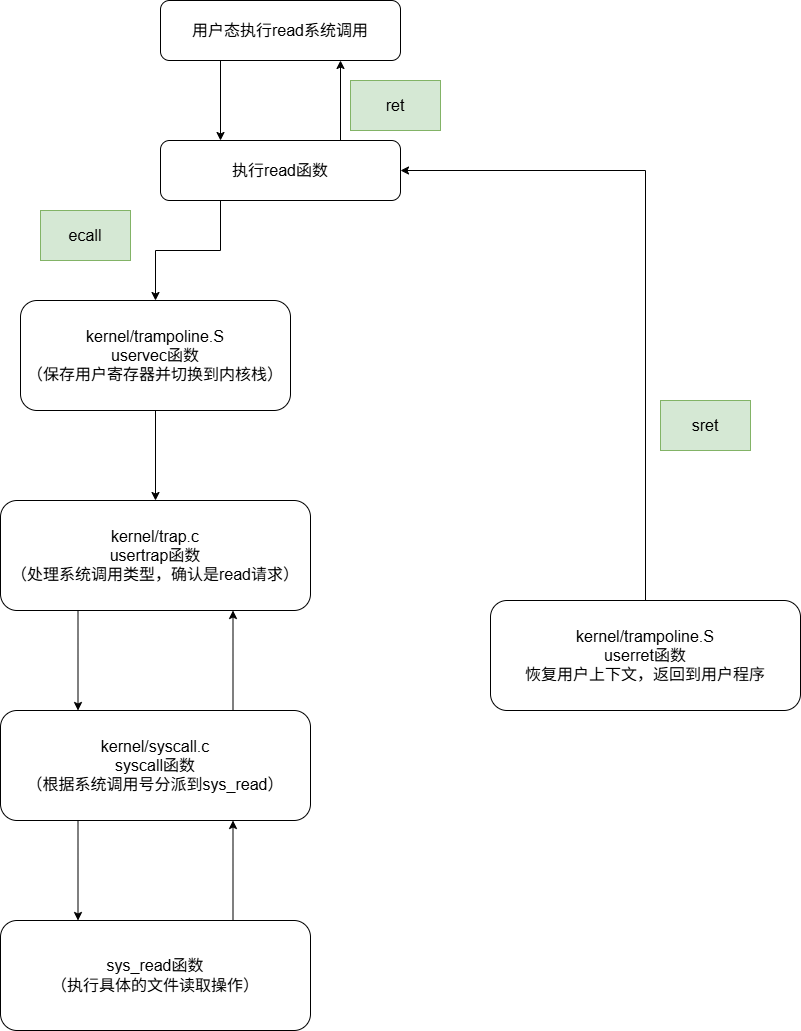 用户态执行read系统调用
ret
执行read函数
ecall
kernel/trampoline.S
uservec函数
（保存用户寄存器并切换到内核栈）
sret
kernel/trap.c
usertrap函数
（处理系统调用类型，确认是read请求）
kernel/trampoline.S
userret函数
恢复用户上下文，返回到用户程序
kernel/syscall.c
syscall函数
（根据系统调用号分派到sys_read）
sys_read函数
（执行具体的文件读取操作）